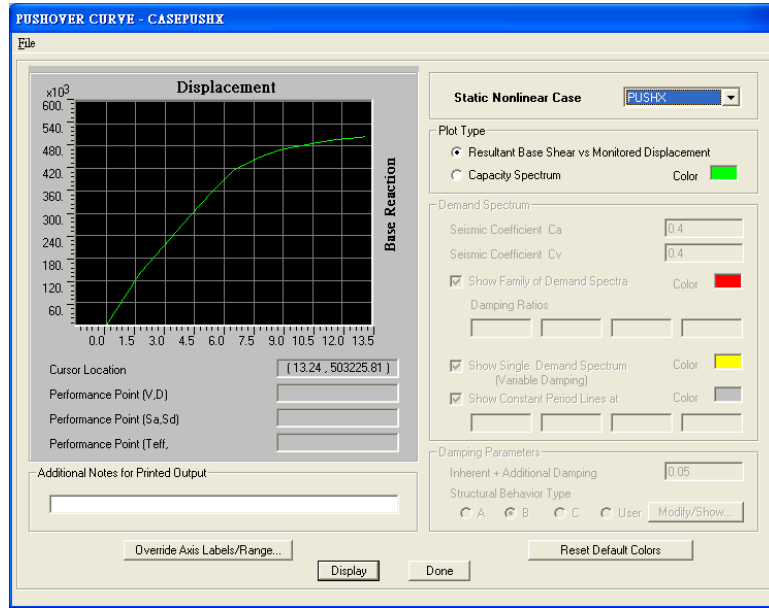 PUSHOVER CURVE - CASEPUSHX
File
Displacement
x10³
600.
540.
480.
420.
360.
300.
240.
180.
120.
60.
Base Reaction
0.0 1.5 3.0 4.5 6.0 7.5 9.0 10.5 12.0 13.5
Cursor Location ( 13.24 , 503225.81 )
Performance Point (V,D)
Performance Point (Sa,Sd)
Performance Point (Teff,
Additional Notes for Printed Output
Override Axis Labels/Range...
Static Nonlinear Case PUSHX
Plot Type
Resultant Base Shear vs Monitored Displacement
Capacity Spectrum Color
Demand Spectrum
Seismic Coefficient Ca 0.4
Seismic Coefficient Cv 0.4
Show Family of Demand Spectra Color
Damping Ratios
Show Single Demand Spectrum Color
(Variable Damping)
Show Constant Period Lines at Color
Damping Parameters
Inherent + Additional Damping 0.05
Structural Behavior Type
A B C User Modify/Show...
Reset Default Colors
Display Done